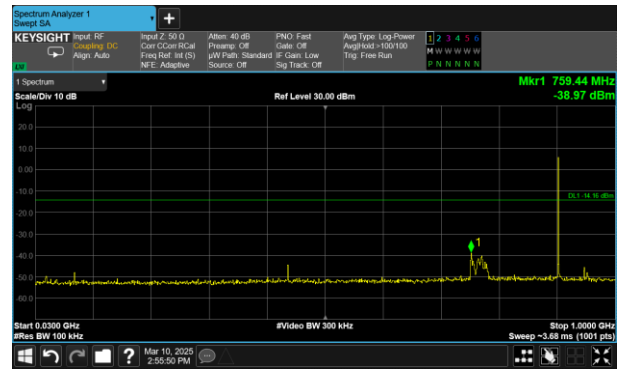 Spectrum Analyzer 1
Swept SA
+
KEYSIGHT
Input: RF
Coupling: DC
Align: Auto
Input Z: 50 Ω
Corr CCorr RCal
Freq Ref: Int (S)
NFE: Adaptive
Atten: 40 dB
Preamp: Off
µW Path: Standard
Source: Off
PNO: Fast
Gate: Off
IF Gain: Low
Sig Track: Off
Avg Type: Log-Power
Avg|Hold >100/100
Trig: Free Run
1 2 3 4 5 6
M W W W W W
P N N N N N
1 Spectrum
Mkr1 759.44 MHz
Scale/Div 10 dB
Ref Level 30.00 dBm
-38.97 dBm
Log
20.0
10.0
0.00
-10.0
DL1 -14.16 dBm
-20.0
-30.0
1
-40.0
-50.0
-60.0
Start 0.0300 GHz
#Video BW 300 kHz
Stop 1.0000 GHz
#Res BW 100 kHz
Sweep ~3.68 ms (1001 pts)
?
Mar 10, 2025
2:55:50 PM